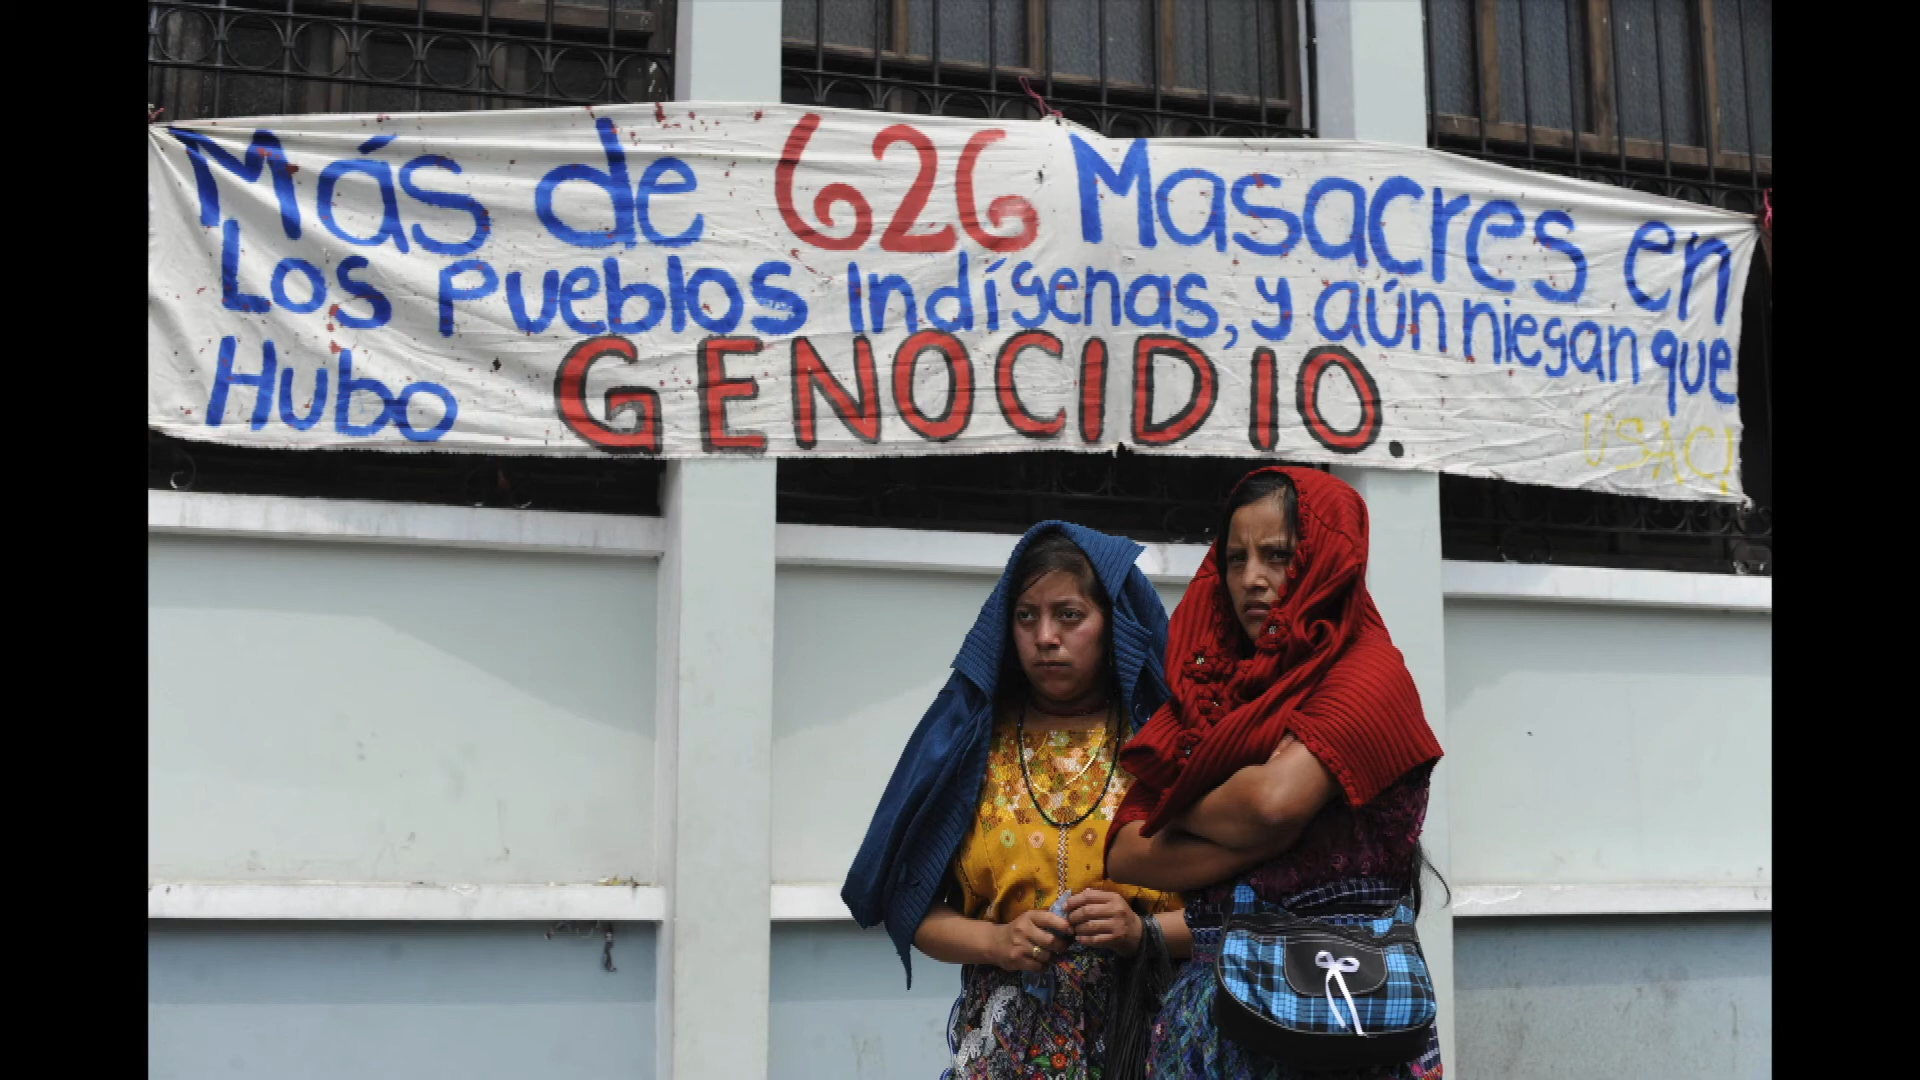 Más de 626 Masacres en
Los Pueblos Indígenas, y aún niegan que
Hubo GENOCIDIO.
USAC!